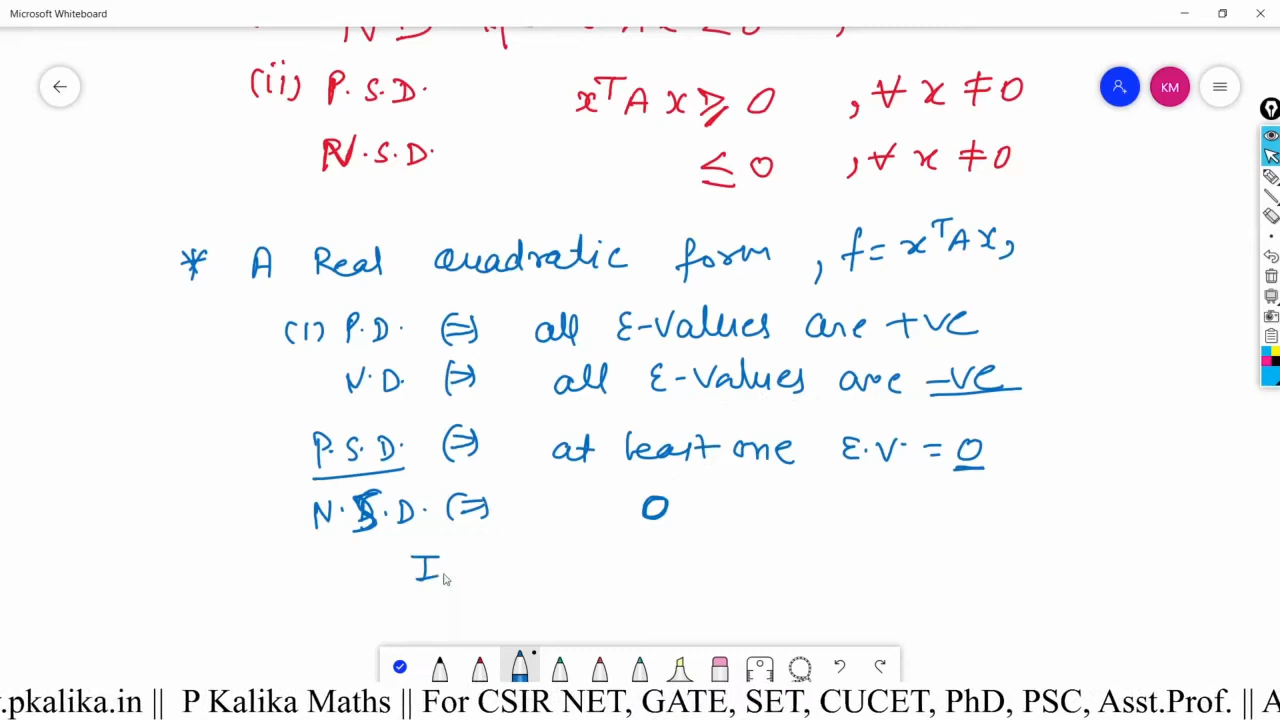 Microsoft Whiteboard
(ii) P.S.D. xᵀA x ≥ 0 , ∀ x ≠ 0
KM
N.S.D. ≤ 0 , ∀ x ≠ 0
* A Real quadratic form , f = xᵀA x,
(i) P.D. ⇔ all E-values are +ve
N.D. ⇔ all E-values are -ve
P.S.D. ⇔ at least one E.V. = 0
N.S.D. ⇔ 0
I
.pkalika.in || P Kalika Maths || For CSIR NET, GATE, SET, CUCET, PhD, PSC, Asst.Prof. || A